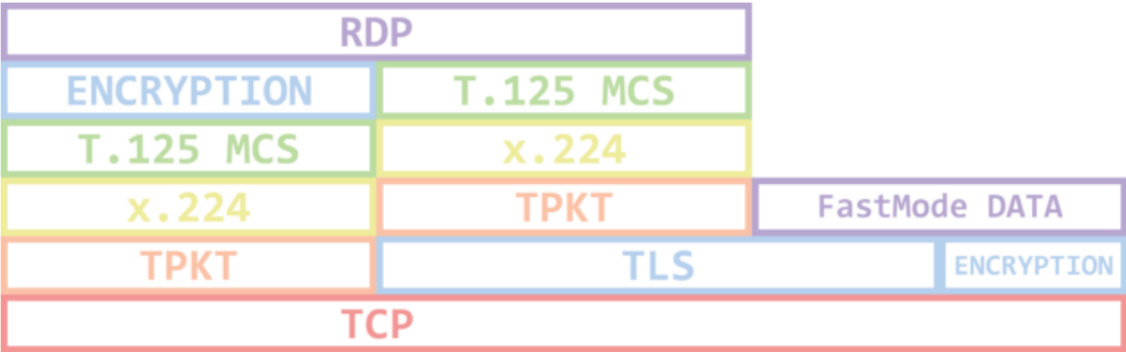 RDP
ENCRYPTION T.125 MCS
T.125 MCS x.224
x.224 TPKT FastMode DATA
TPKT TLS ENCRYPTION
TCP